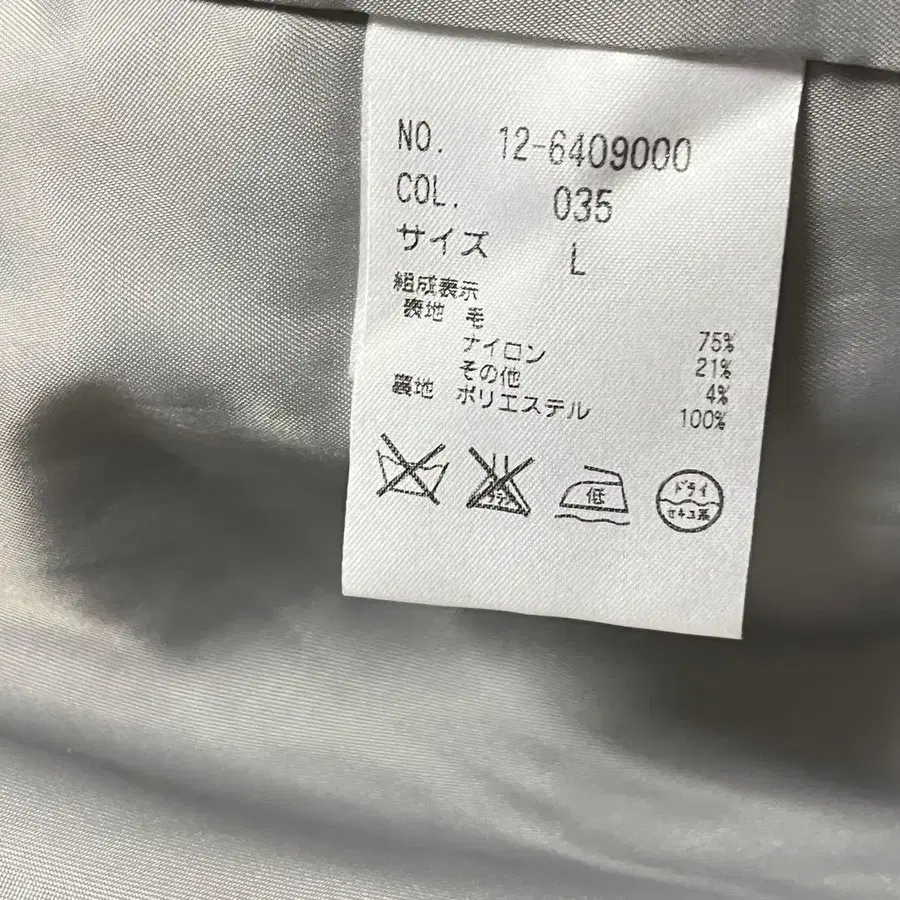 NO. 12-6409000
COL. 035
サイズ L
組成表示
表地 毛 75%
ナイロン 21%
その他 4%
裏地 ポリエステル 100%
低
ドライ
セキユ系